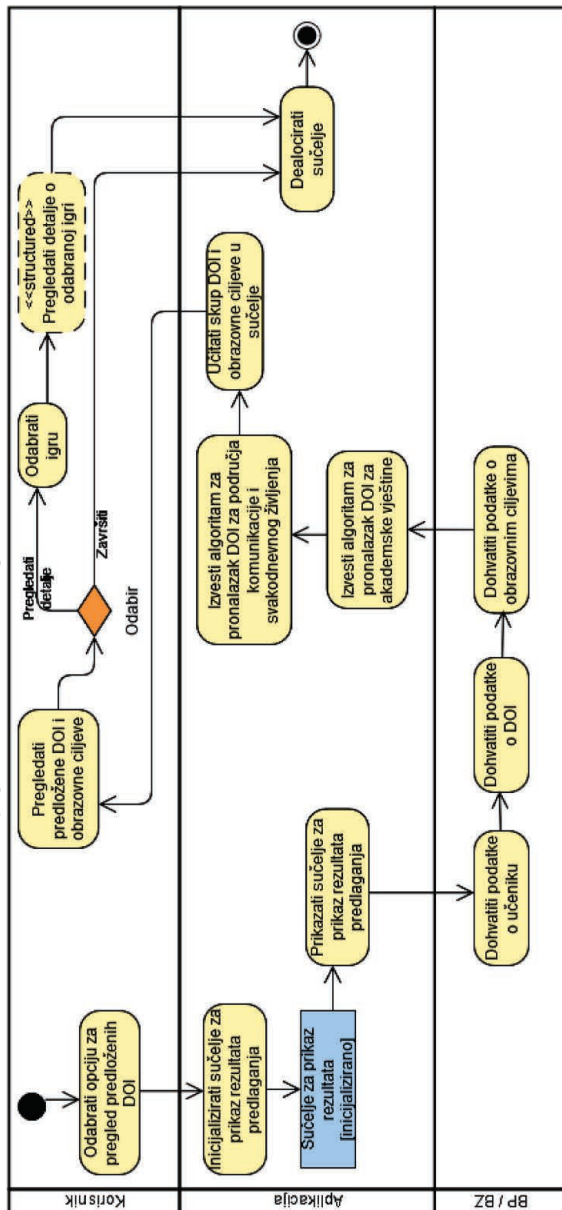 Korisnik
Odabrati opciju za
pregled predloženih
DOI
Pregledati
predložene DOI i
obrazovne ciljeve
Odabir
Pregledati
detalje
Završiti
Odabrati
igru
<<structured>>
Pregledati detalje o
odabranoj igri
Aplikacija
Inicijalizirati sučelje za
prikaz rezultata
predlaganja
Sučelje za prikaz
rezultata
[inicijalizirano]
Prikazati sučelje za
prikaz rezultata
predlaganja
Izvesti algoritam za
pronalazak DOI za područja
komunikacije i
svakodnevnog življenja
Izvesti algoritam za
pronalazak DOI za
akademske vještine
Učitati skup DOI i
obrazovne ciljeve u
sučelje
Dealocirati
sučelje
BP / BZ
Dohvatiti podatke
o učeniku
Dohvatiti podatke
o DOI
Dohvatiti podatke o
obrazovnim ciljevima